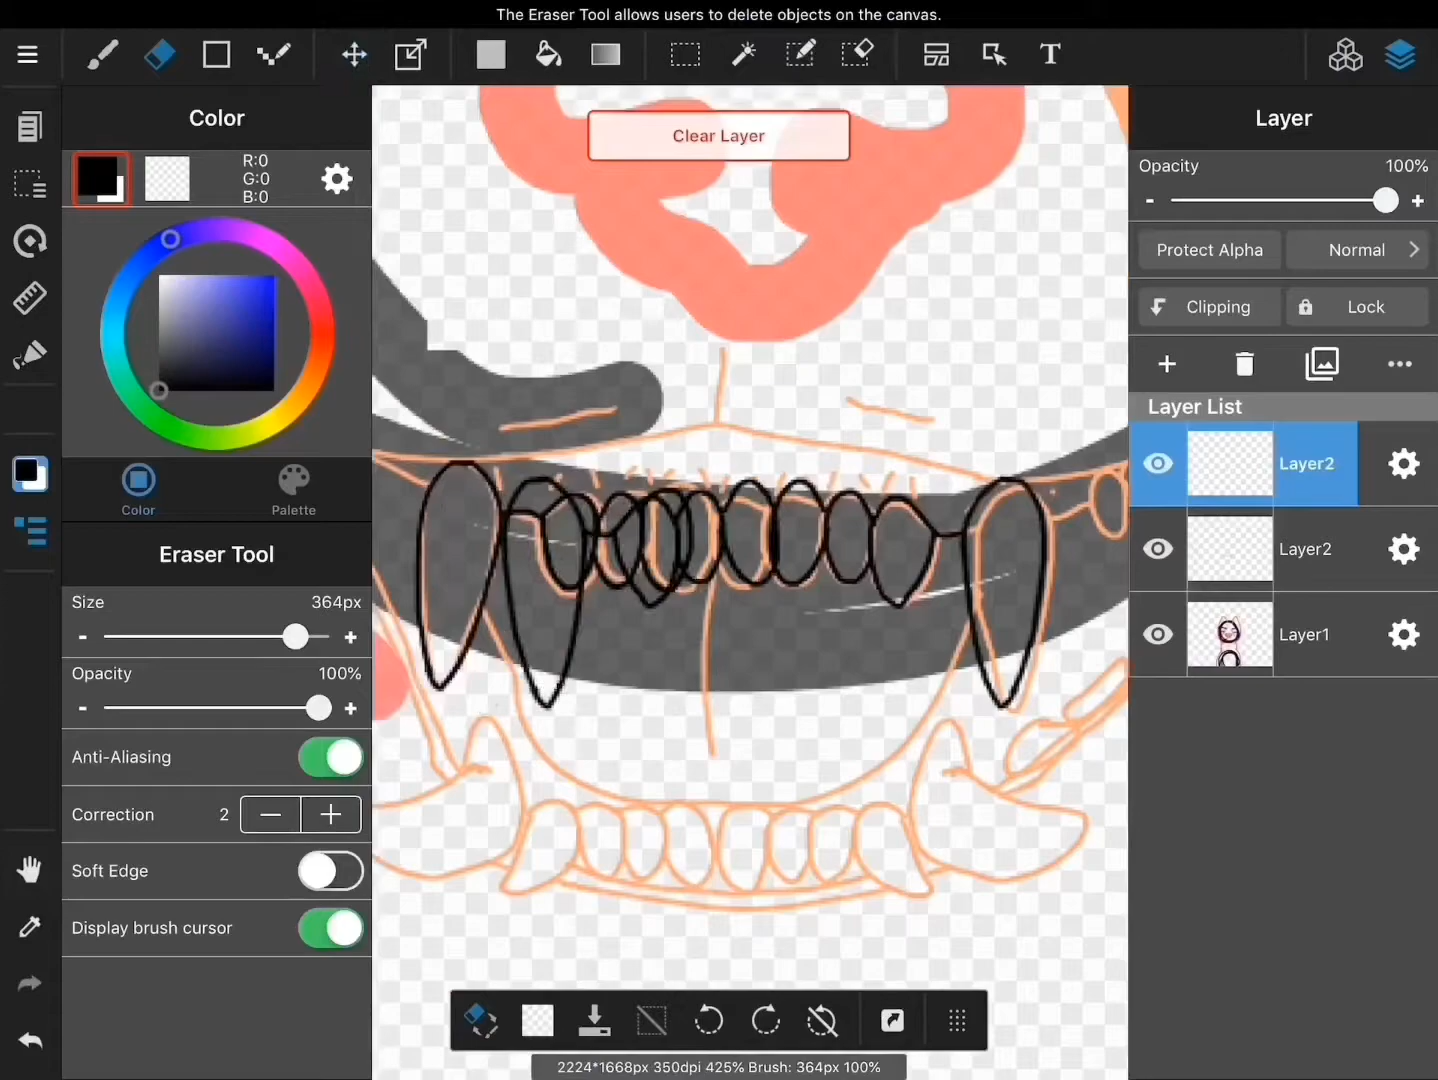 The Eraser Tool allows users to delete objects on the canvas.
T
Color
R:0
G:0
B:0
Color
Palette
Eraser Tool
Size 364px
- +
Opacity 100%
- +
Anti-Aliasing
Correction 2 — +
Soft Edge
Display brush cursor
Clear Layer
2224*1668px 350dpi 425% Brush: 364px 100%
Layer
Opacity 100%
- +
Protect Alpha Normal
Clipping Lock
Layer List
Layer2
Layer2
Layer1